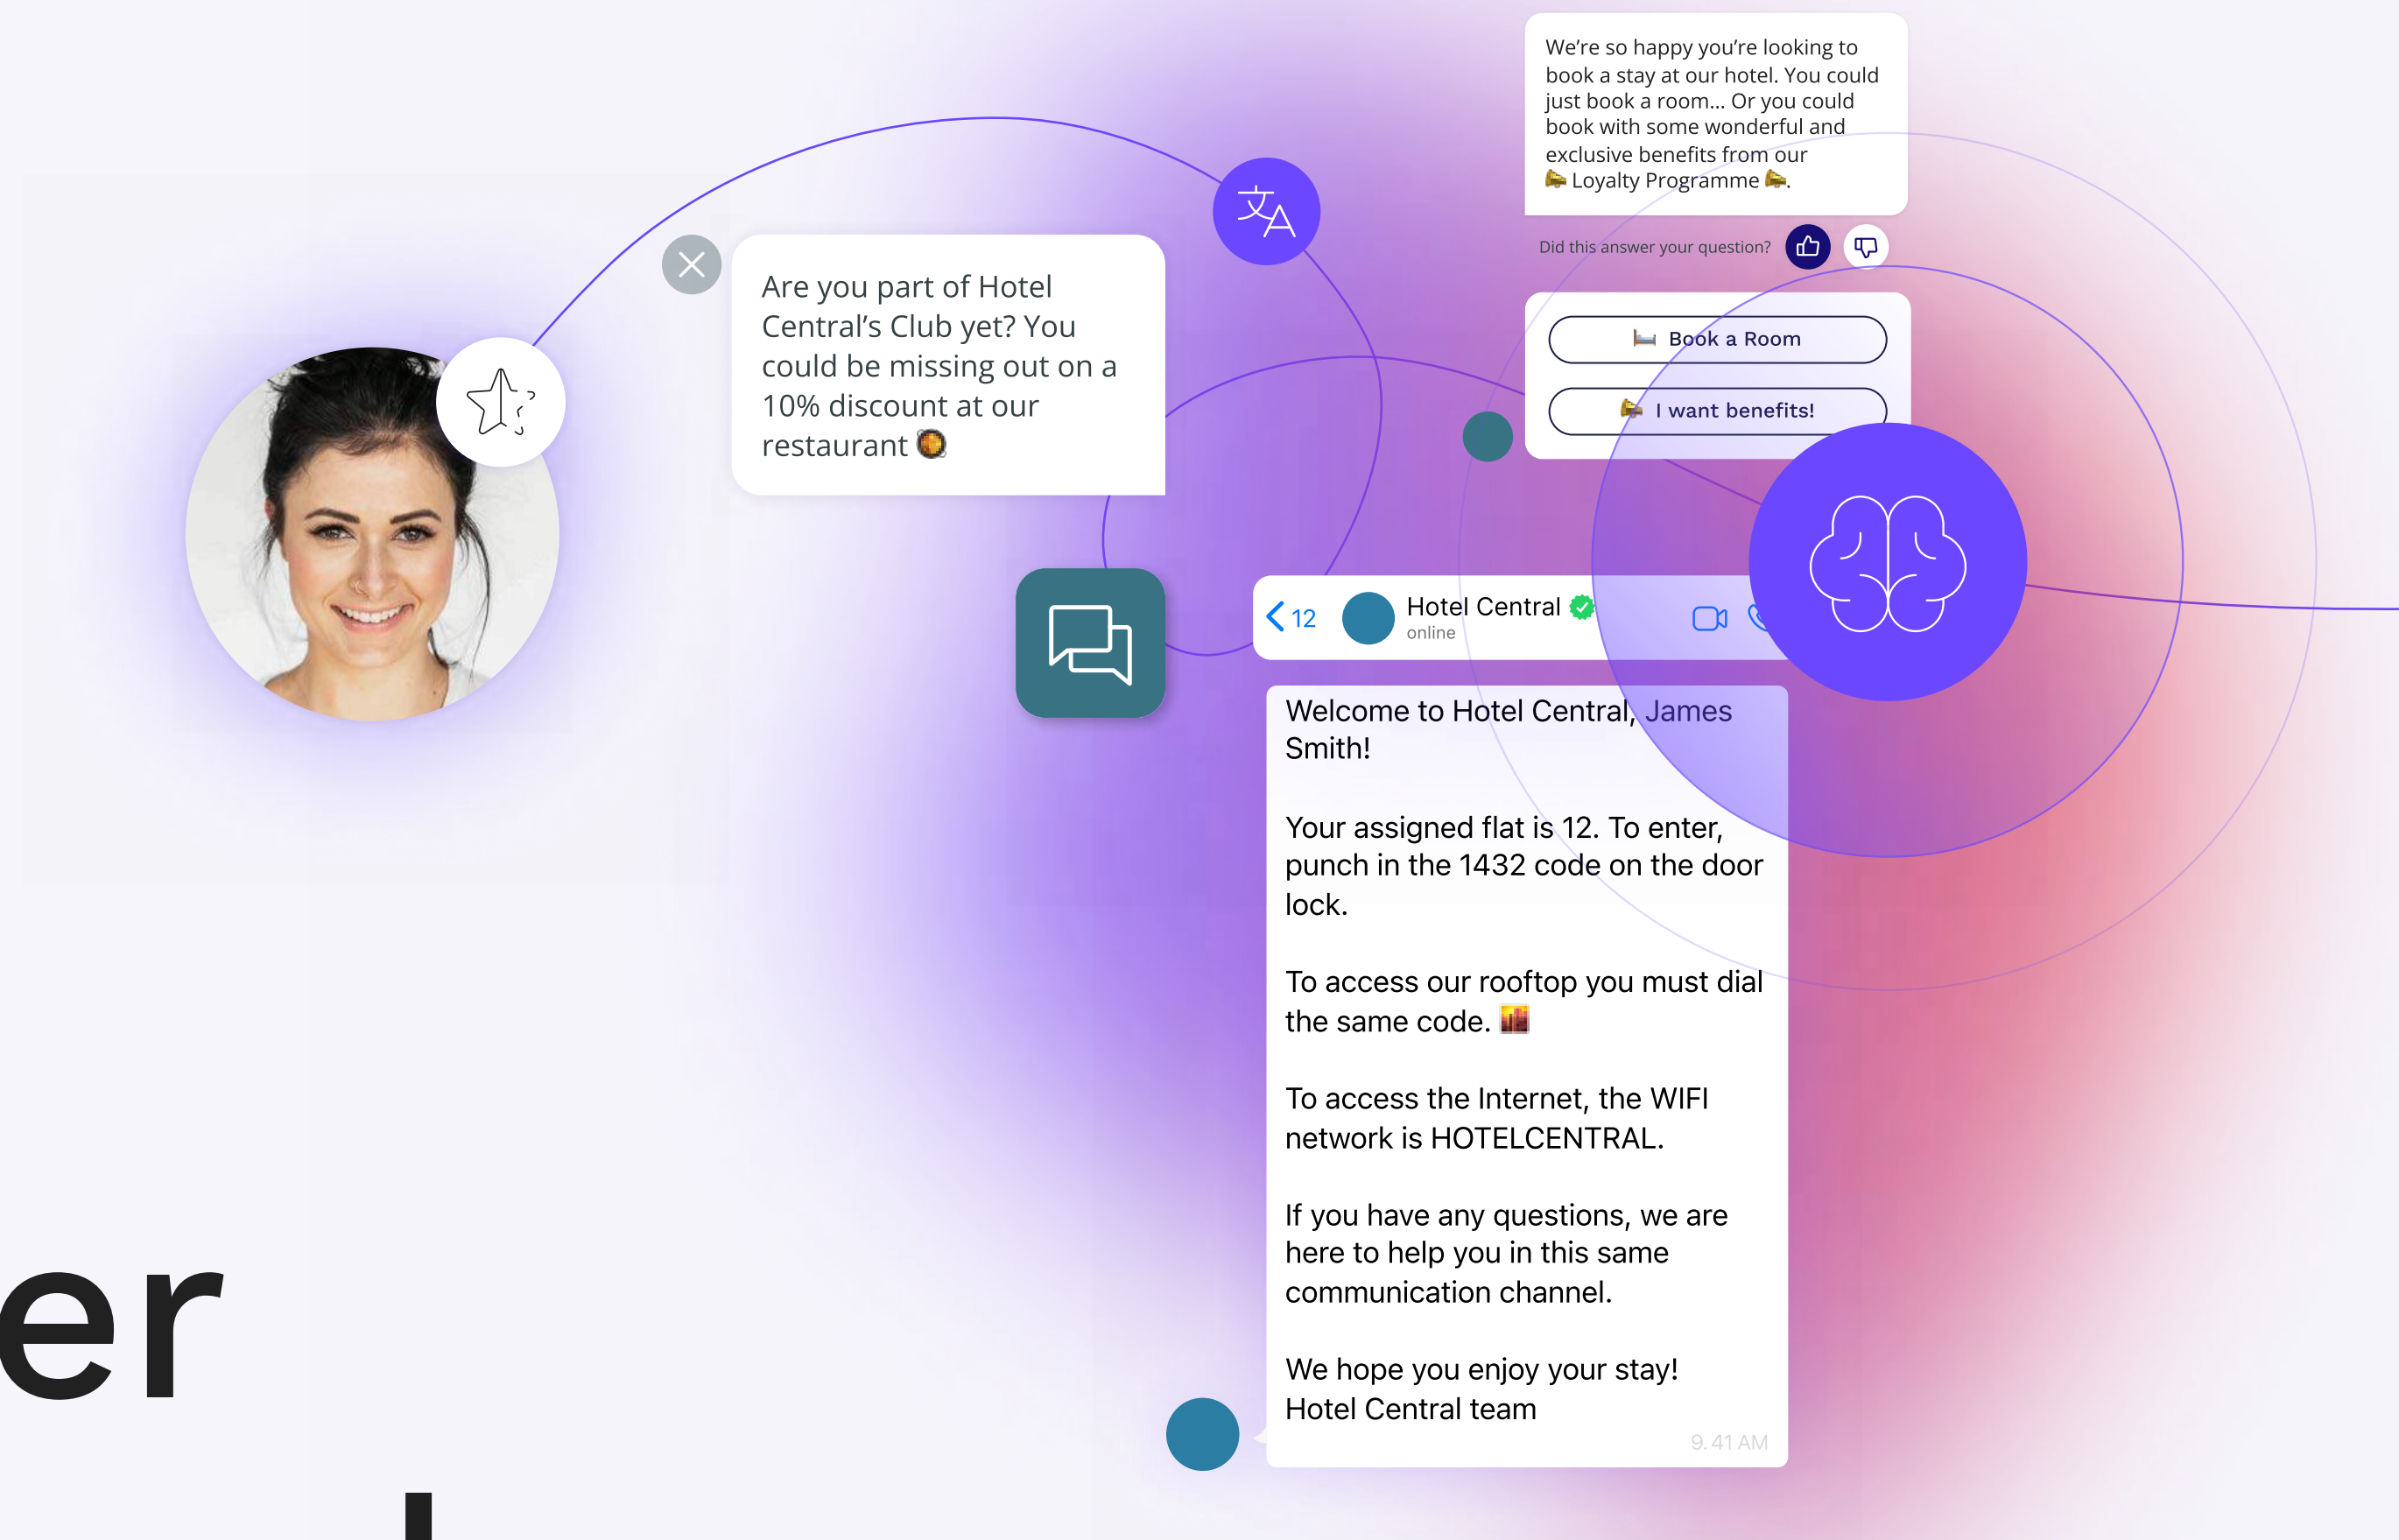 We’re so happy you’re looking to
book a stay at our hotel. You could
just book a room... Or you could
book with some wonderful and
exclusive benefits from our
Loyalty Programme.
Did this answer your question?
Book a Room
I want benefits!
文A
Are you part of Hotel
Central’s Club yet? You
could be missing out on a
10% discount at our
restaurant 🥘
12
Hotel Central
online
Welcome to Hotel Central, James
Smith!
Your assigned flat is 12. To enter,
punch in the 1432 code on the door
lock.
To access our rooftop you must dial
the same code. 🌇
To access the Internet, the WIFI
network is HOTELCENTRAL.
If you have any questions, we are
here to help you in this same
communication channel.
We hope you enjoy your stay!
Hotel Central team
9.41 AM
er